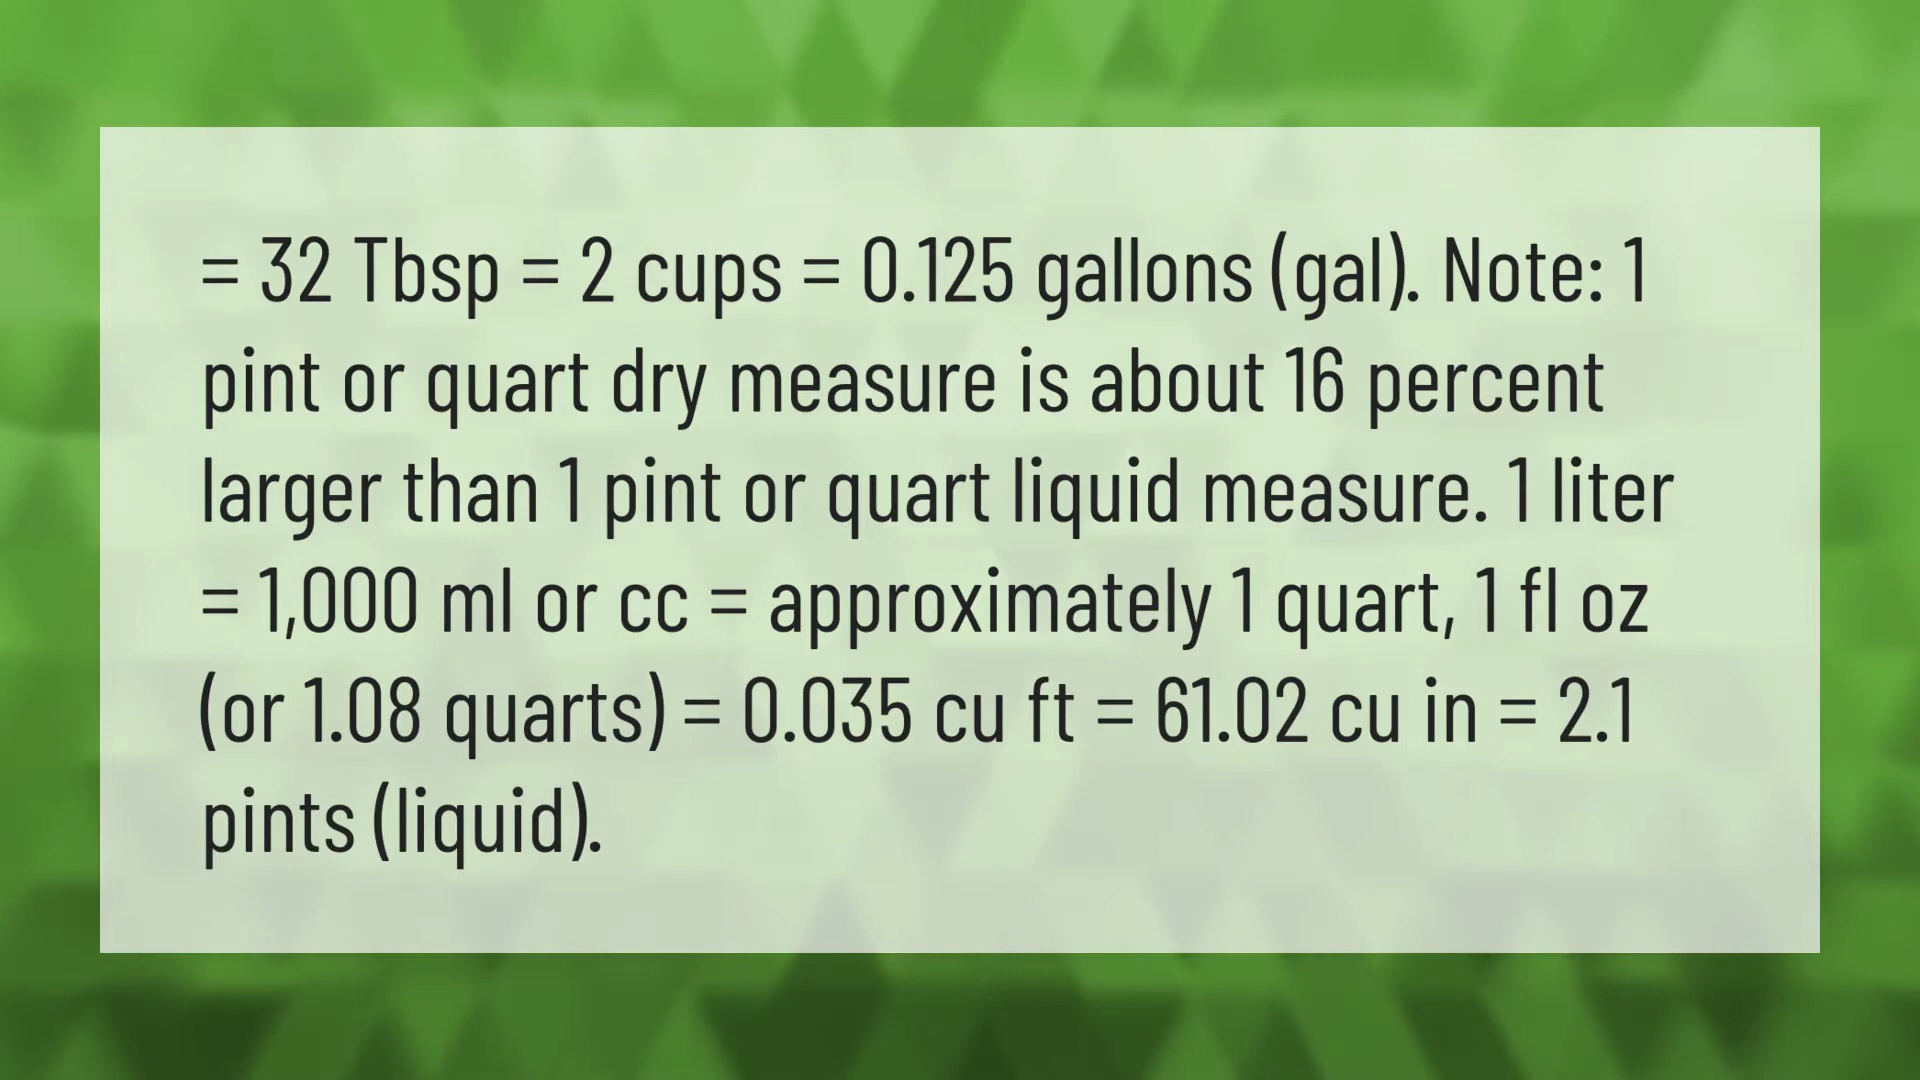 = 32 Tbsp = 2 cups = 0.125 gallons (gal). Note: 1
pint or quart dry measure is about 16 percent
larger than 1 pint or quart liquid measure. 1 liter
= 1,000 ml or cc = approximately 1 quart, 1 fl oz
(or 1.08 quarts) = 0.035 cu ft = 61.02 cu in = 2.1
pints (liquid).